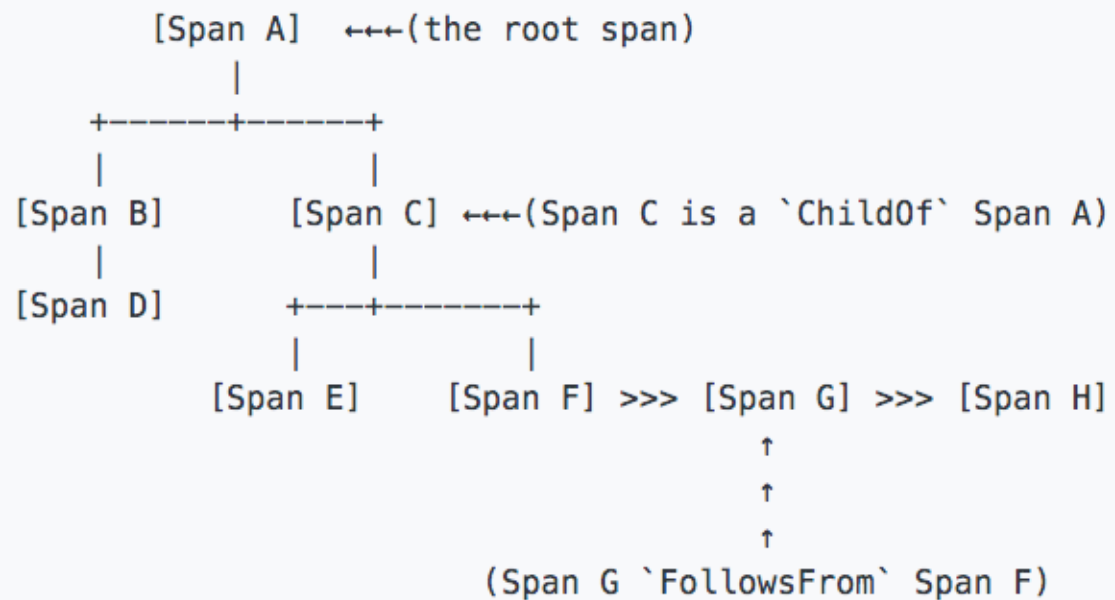 [Span A]  ←←←(the root span)
|
+------+------+
|             |
[Span B]      [Span C] ←←←(Span C is a `ChildOf` Span A)
|             |
[Span D]      +---+-------+
|           |
[Span E]    [Span F] >>> [Span G] >>> [Span H]
↑
↑
↑
(Span G `FollowsFrom` Span F)